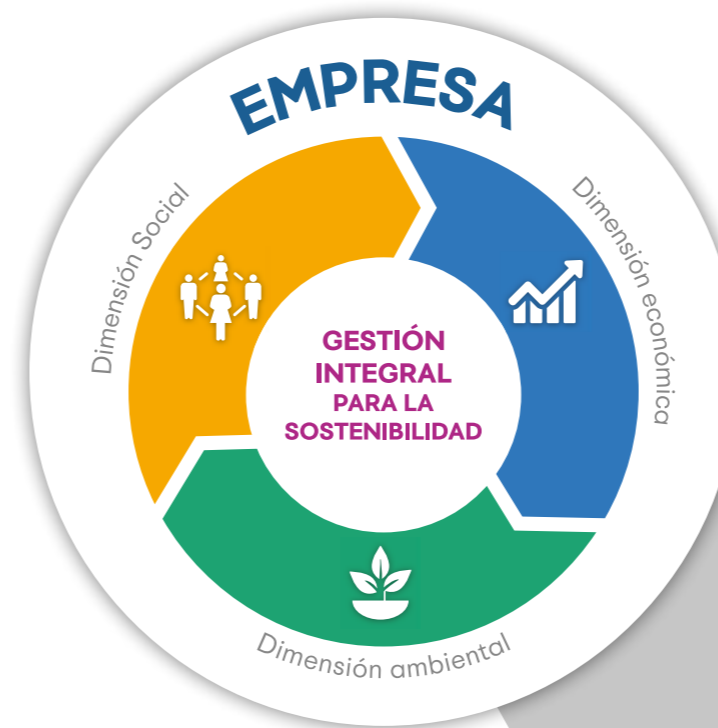 EMPRESA
Dimensión Social
Dimensión económica
GESTIÓN
INTEGRAL
PARA LA
SOSTENIBILIDAD
Dimensión ambiental